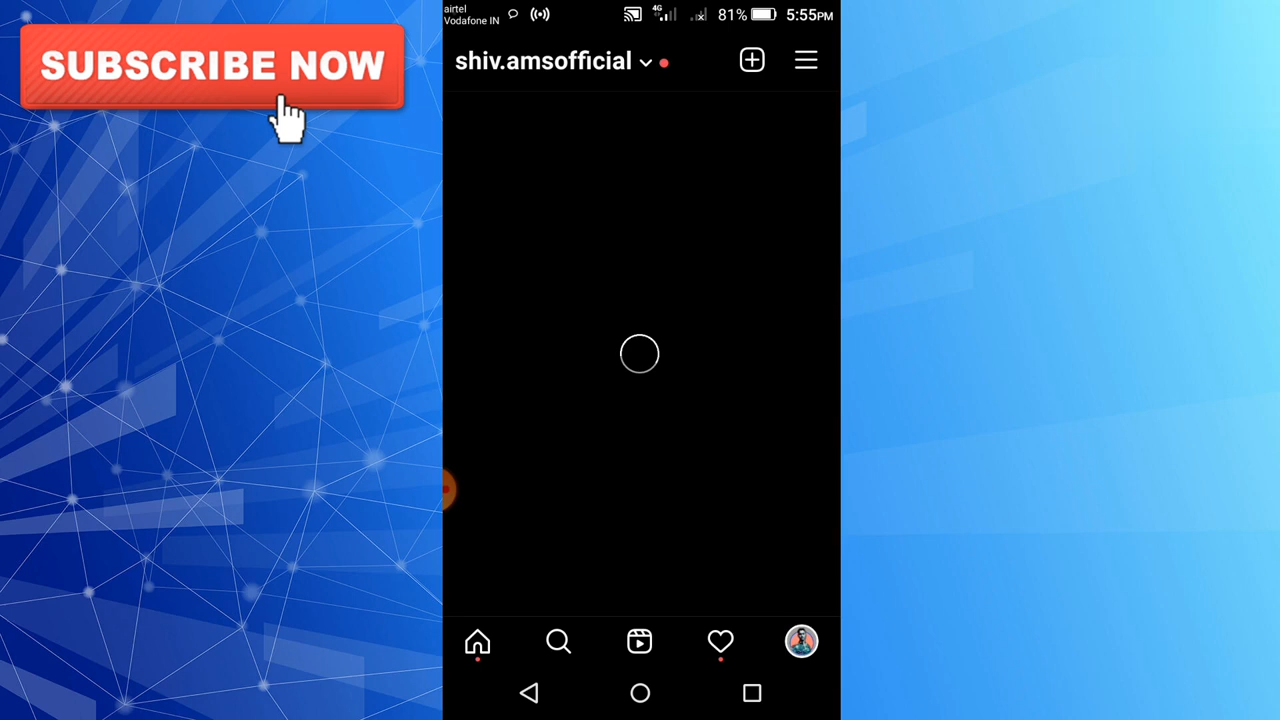 SUBSCRIBE NOW
airtel
Vodafone IN
4G
81%
5:55PM
shiv.amsofficial